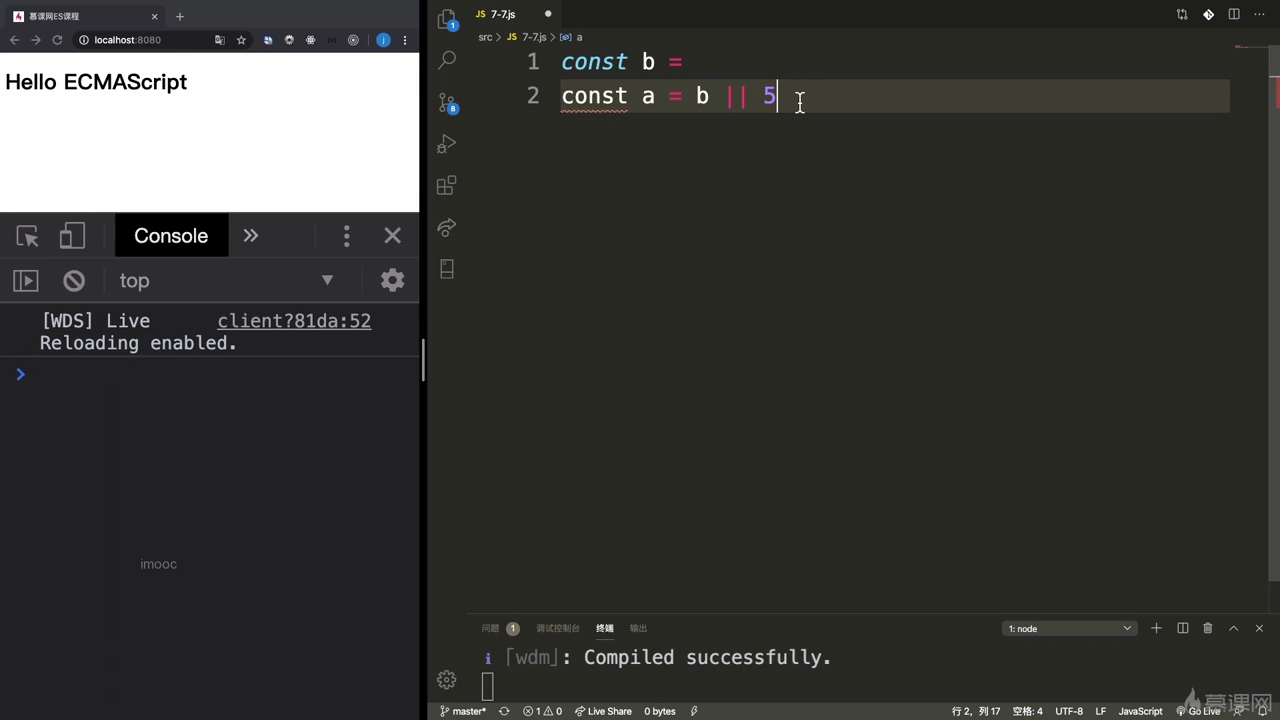 慕课网ES课程
localhost:8080
Hello ECMAScript
Console
top
[WDS] Live
client?81da:52
Reloading enabled.
imooc
7-7.js
src > JS 7-7.js > a
1 const b =
2 const a = b || 5
问题 1 调试控制台 终端 输出
1: node
i ｢wdm｣: Compiled successfully.
master* 1 0 Live Share 0 bytes
行 2, 列 17 空格: 4 UTF-8 LF JavaScript Go Live
慕课网